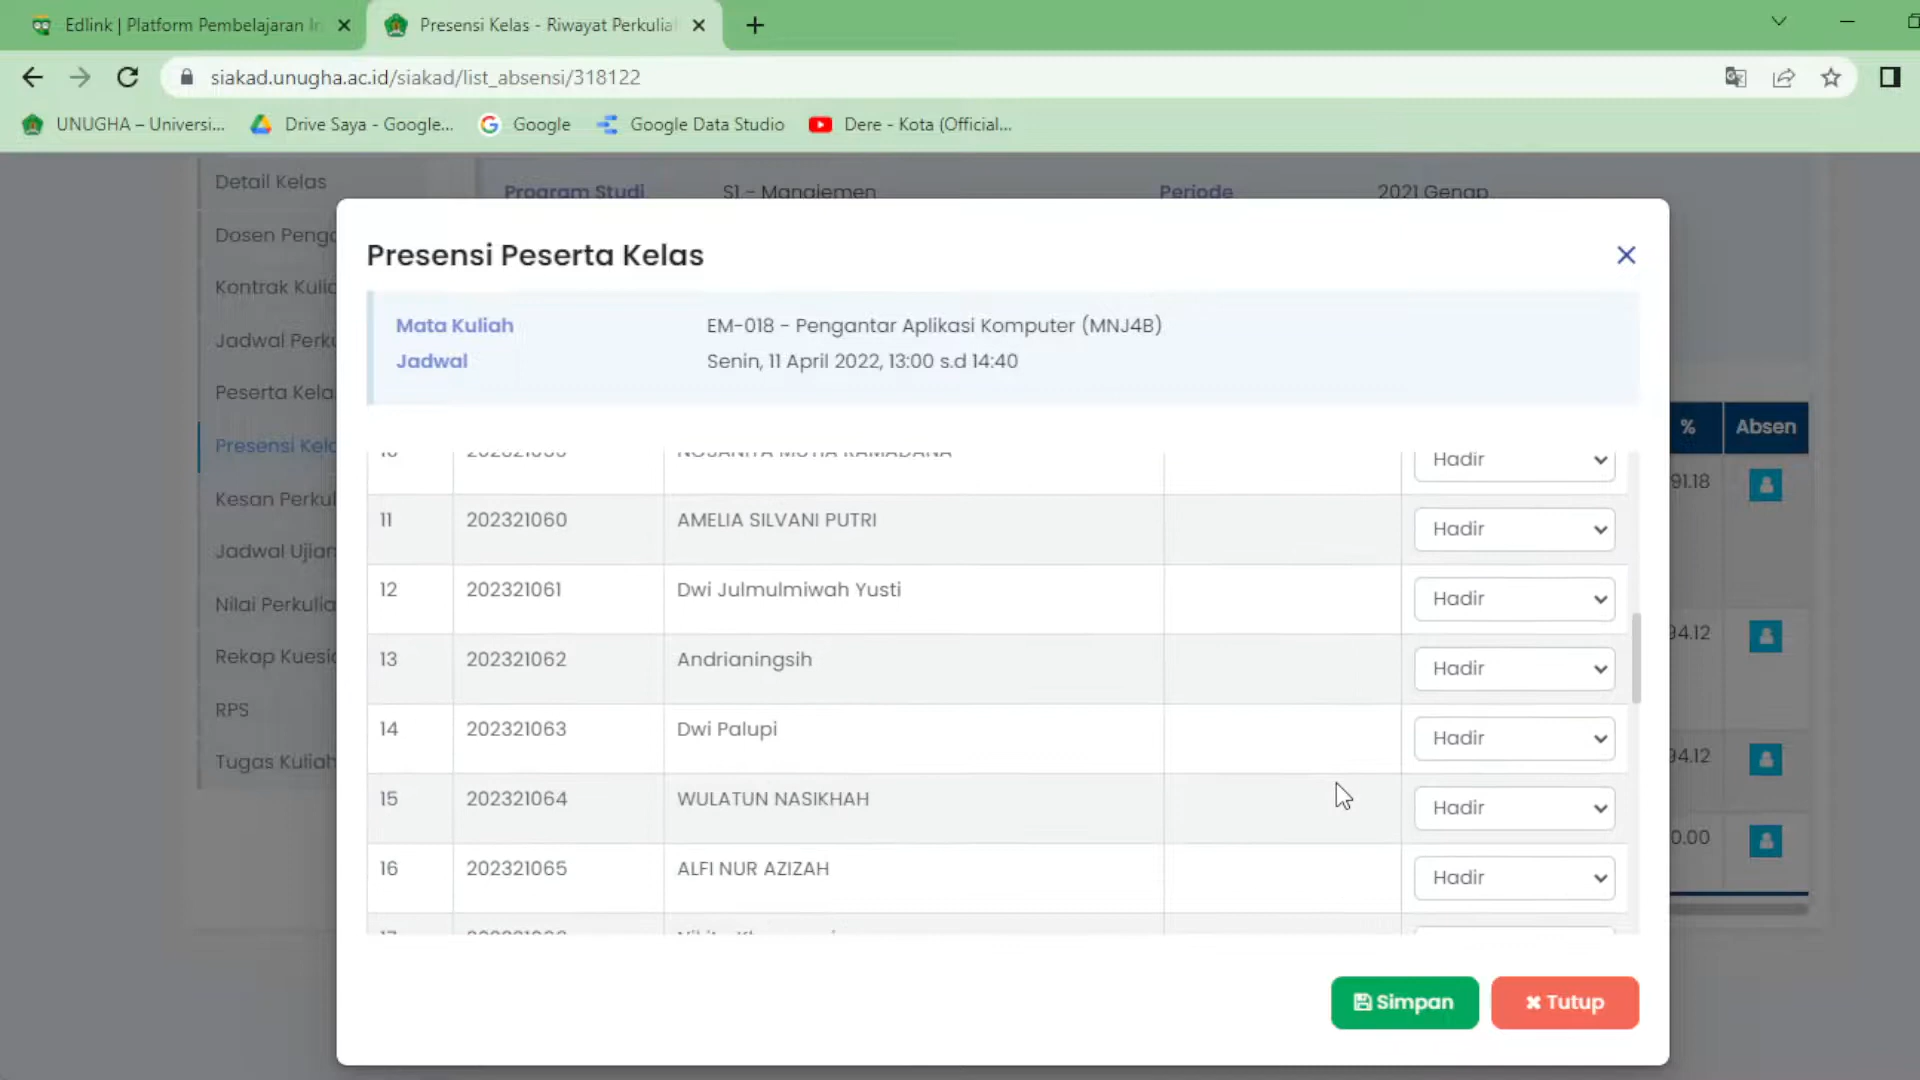 Edlink | Platform Pembelajaran In
Presensi Kelas - Riwayat Perkuliah
siakad.unugha.ac.id/siakad/list_absensi/318122
UNUGHA – Universi...
Drive Saya - Google...
Google
Google Data Studio
Dere - Kota (Official...
Detail Kelas
Program Studi
S1 - Manajemen
Periode
2021 Genap
Dosen Penga
Kontrak Kulia
Jadwal Perku
Peserta Kela
Presensi Kela
Kesan Perkul
Jadwal Ujian
Nilai Perkulia
Rekap Kuesio
RPS
Tugas Kuliah
Presensi Peserta Kelas
Mata Kuliah
EM-018 - Pengantar Aplikasi Komputer (MNJ4B)
Jadwal
Senin, 11 April 2022, 13:00 s.d 14:40
Hadir
11 202321060 AMELIA SILVANI PUTRI Hadir
12 202321061 Dwi Julmulmiwah Yusti Hadir
13 202321062 Andrianingsih Hadir
14 202321063 Dwi Palupi Hadir
15 202321064 WULATUN NASIKHAH Hadir
16 202321065 ALFI NUR AZIZAH Hadir
% Absen
91.18
94.12
94.12
0.00
Simpan
Tutup